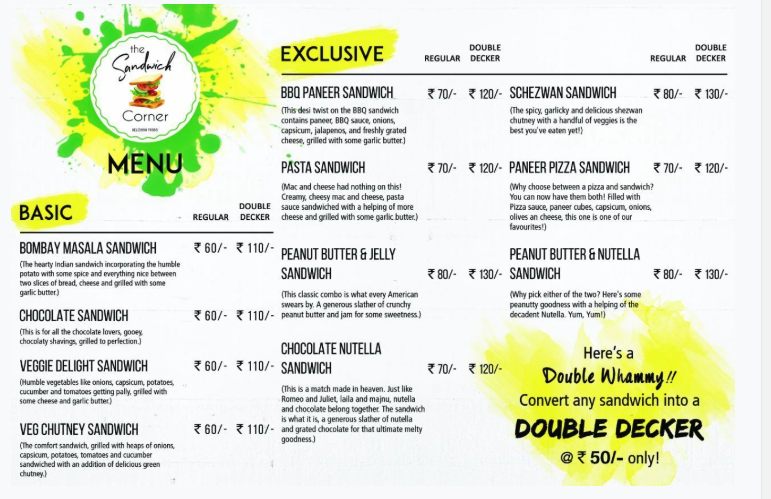 the
Sandwich
Corner
MENU
BASIC
REGULAR DOUBLE DECKER
BOMBAY MASALA SANDWICH ₹ 60/- ₹ 110/-
(The hearty Indian sandwich incorporating the humble
potato with some spice and everything nice between
two slices of bread, cheese and grilled with some
garlic butter.)
CHOCOLATE SANDWICH ₹ 60/- ₹ 110/-
(This is for all the chocolate lovers, gooey,
chocolaty shavings, grilled to perfection.)
VEGGIE DELIGHT SANDWICH ₹ 60/- ₹ 110/-
(Humble vegetables like onions, capsicum, potatoes,
cucumber and tomatoes getting pally, grilled with
some cheese and garlic butter.)
VEG CHUTNEY SANDWICH ₹ 60/- ₹ 110/-
(The comfort sandwich, grilled with heaps of onions,
capsicum, potatoes, tomatoes and cucumber
sandwiched with an addition of delicious green
chutney.)
EXCLUSIVE
REGULAR DOUBLE DECKER
BBQ PANEER SANDWICH ₹ 70/- ₹ 120/-
(This desi twist on the BBQ sandwich
contains paneer, BBQ sauce, onions,
capsicum, jalapenos, and freshly grated
cheese, grilled with some garlic butter.)
PASTA SANDWICH ₹ 70/- ₹ 120/-
(Mac and cheese had nothing on this!
Creamy, cheesy mac and cheese, pasta
sauce sandwiched with a helping of more
cheese and grilled with some garlic butter.)
PEANUT BUTTER & JELLY
SANDWICH ₹ 80/- ₹ 130/-
(This classic combo is what every American
swears by. A generous slather of crunchy
peanut butter and jam for some sweetness.)
CHOCOLATE NUTELLA
SANDWICH ₹ 70/- ₹ 120/-
(This is a match made in heaven. Just like
Romeo and Juliet, laila and majnu, nutella
and chocolate belong together. The sandwich
is what it is, a generous slather of nutella
and grated chocolate for that ultimate melty
goodness.)
REGULAR DOUBLE DECKER
SCHEZWAN SANDWICH ₹ 80/- ₹ 130/-
(The spicy, garlicky and delicious shezwan
chutney with a handful of veggies is the
best you've eaten yet!)
PANEER PIZZA SANDWICH ₹ 70/- ₹ 120/-
(Why choose between a pizza and sandwich?
You can now have them both! Filled with
Pizza sauce, paneer cubes, capsicum, onions,
olives an cheese, this one is one of our
favourites!)
PEANUT BUTTER & NUTELLA
SANDWICH ₹ 80/- ₹ 130/-
(Why pick either of the two? Here's some
peanutty goodness with a helping of the
decadent Nutella. Yum, Yum!)
Here's a
Double Whammy!!
Convert any sandwich into a
DOUBLE DECKER
@ ₹ 50/- only!